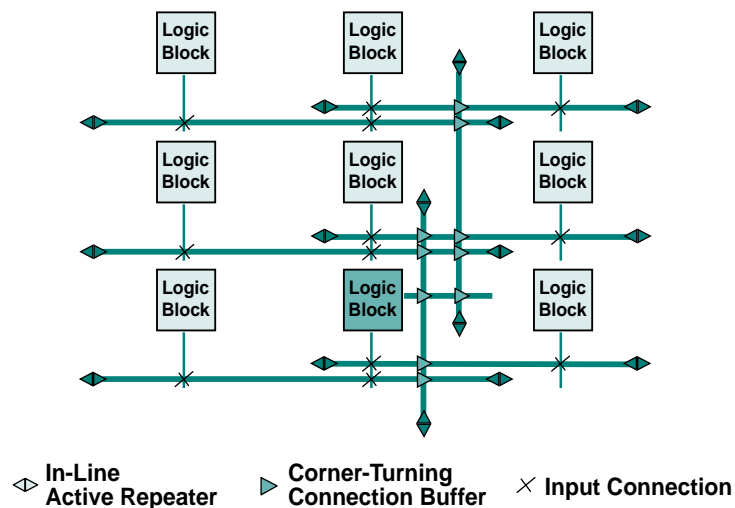 Logic Logic Logic
Block Block Block
Logic Logic Logic
Block Block Block
Logic Logic Logic
Block Block Block
In-Line Corner-Turning
Active Repeater Connection Buffer Input Connection